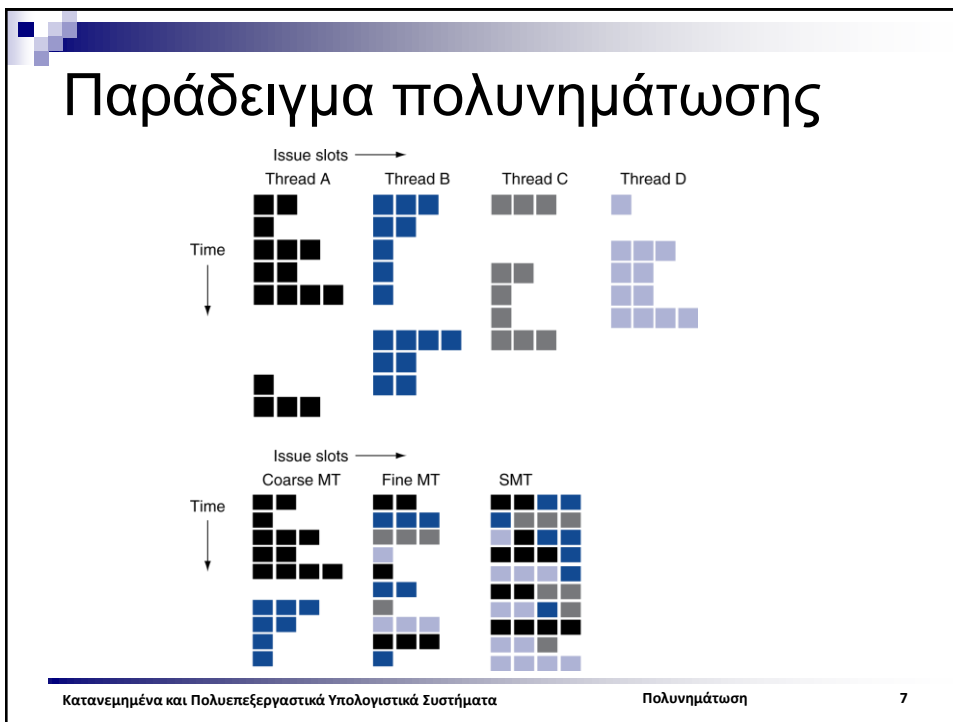 Παράδειγμα πολυνημάτωσης
Issue slots
Thread A Thread B Thread C Thread D
Time
Issue slots
Coarse MT Fine MT SMT
Time
Κατανεμημένα και Πολυεπεξεργαστικά Υπολογιστικά Συστήματα Πολυνημάτωση 7